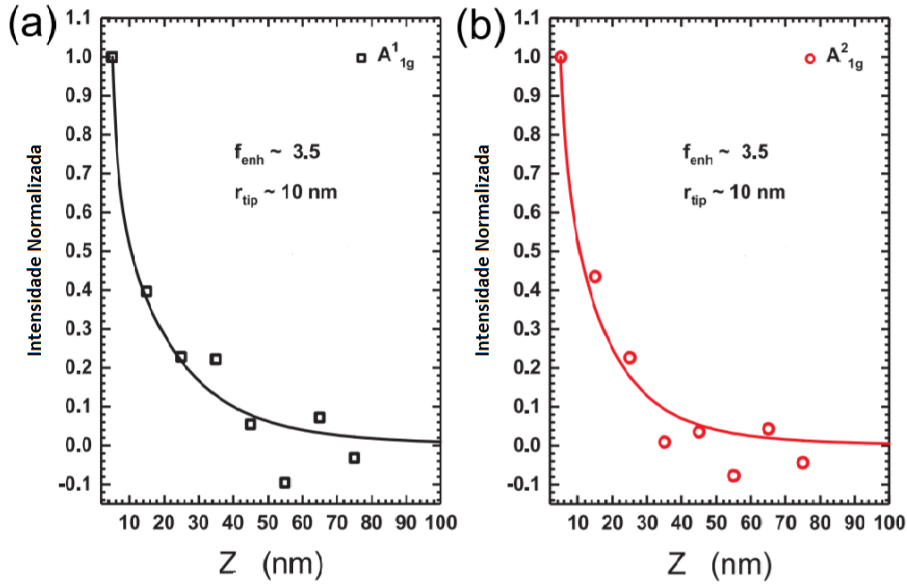 (a)
Intensidade Normalizada
1.1
1.0
0.9
0.8
0.7
0.6
0.5
0.4
0.3
0.2
0.1
0.0
-0.1
A¹1g
fenh ~ 3.5
rtip ~ 10 nm
10 20 30 40 50 60 70 80 90 100
Z (nm)
(b)
Intensidade Normalizada
1.1
1.0
0.9
0.8
0.7
0.6
0.5
0.4
0.3
0.2
0.1
0.0
-0.1
A²1g
fenh ~ 3.5
rtip ~ 10 nm
10 20 30 40 50 60 70 80 90 100
Z (nm)